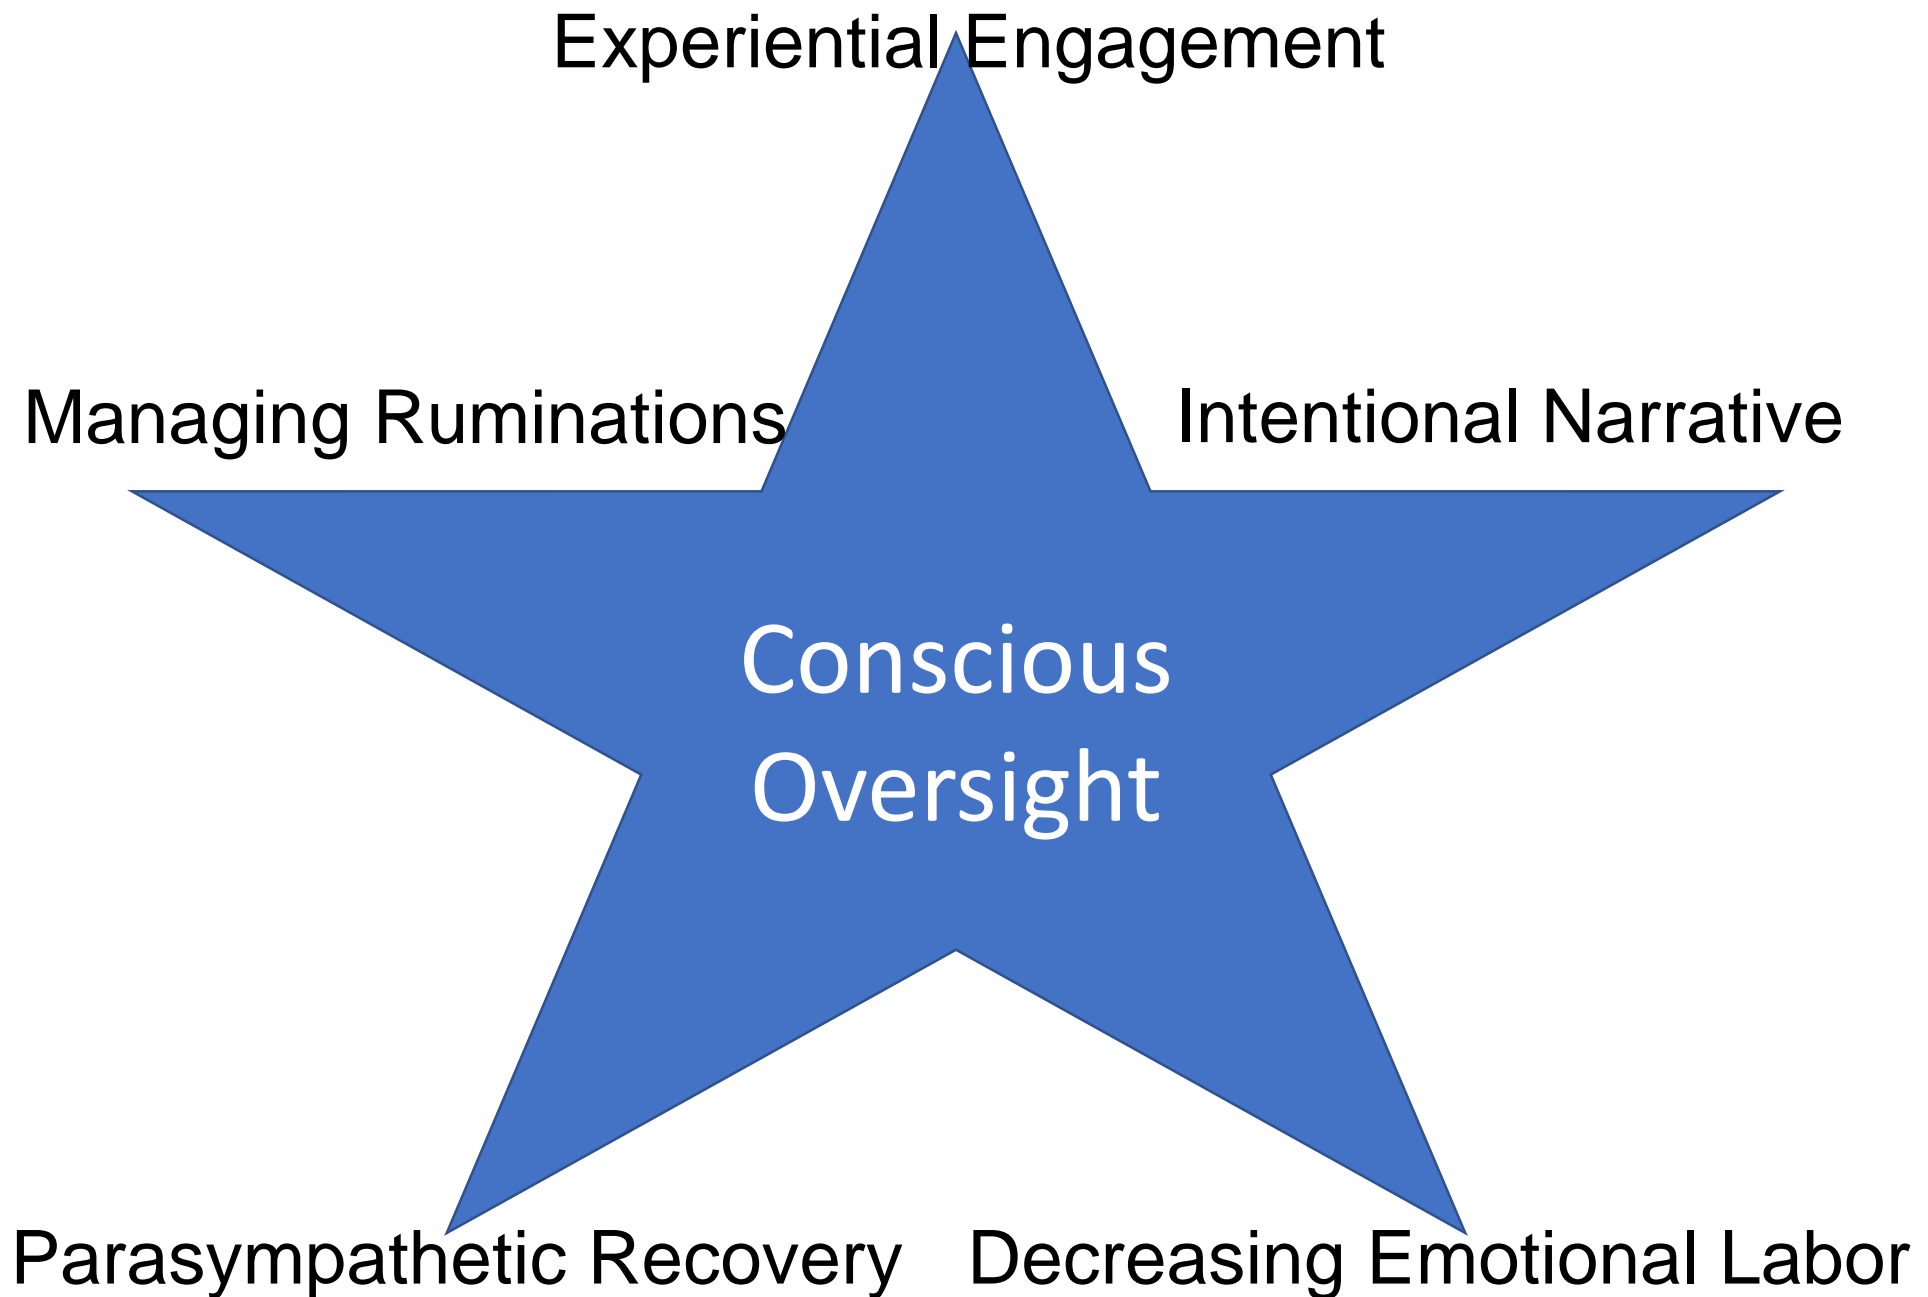 Experiential Engagement
Managing Ruminations
Intentional Narrative
Conscious
Oversight
Parasympathetic Recovery
Decreasing Emotional Labor